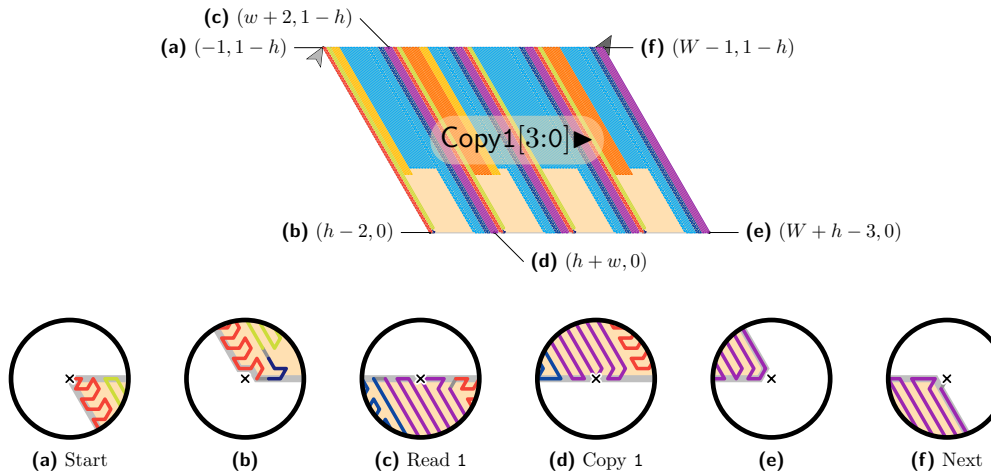 (c) (w + 2, 1 − h)
(a) (−1, 1 − h)
(f) (W − 1, 1 − h)
Copy1[3:0]▶
(b) (h − 2, 0)
(e) (W + h − 3, 0)
(d) (h + w, 0)
(a) Start
(b)
(c) Read 1
(d) Copy 1
(e)
(f) Next